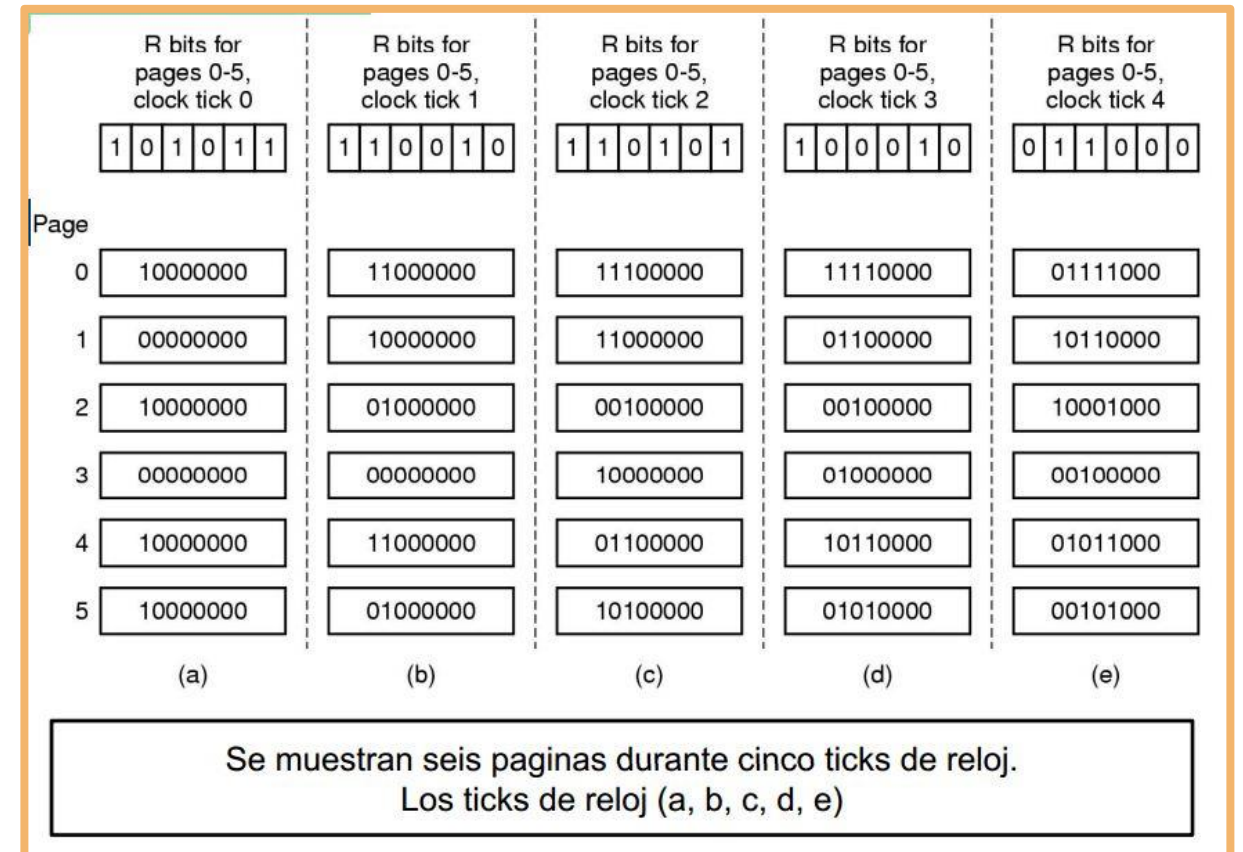 R bits for pages 0-5, clock tick 0
R bits for pages 0-5, clock tick 1
R bits for pages 0-5, clock tick 2
R bits for pages 0-5, clock tick 3
R bits for pages 0-5, clock tick 4
1 0 1 0 1 1
1 1 0 0 1 0
1 1 0 1 0 1
1 0 0 0 1 0
0 1 1 0 0 0
Page
0 10000000 11000000 11100000 11110000 01111000
1 00000000 10000000 11000000 01100000 10110000
2 10000000 01000000 00100000 00100000 10001000
3 00000000 00000000 10000000 01000000 00100000
4 10000000 11000000 01100000 10110000 01011000
5 10000000 01000000 10100000 01010000 00101000
(a) (b) (c) (d) (e)
Se muestran seis paginas durante cinco ticks de reloj.
Los ticks de reloj (a, b, c, d, e)